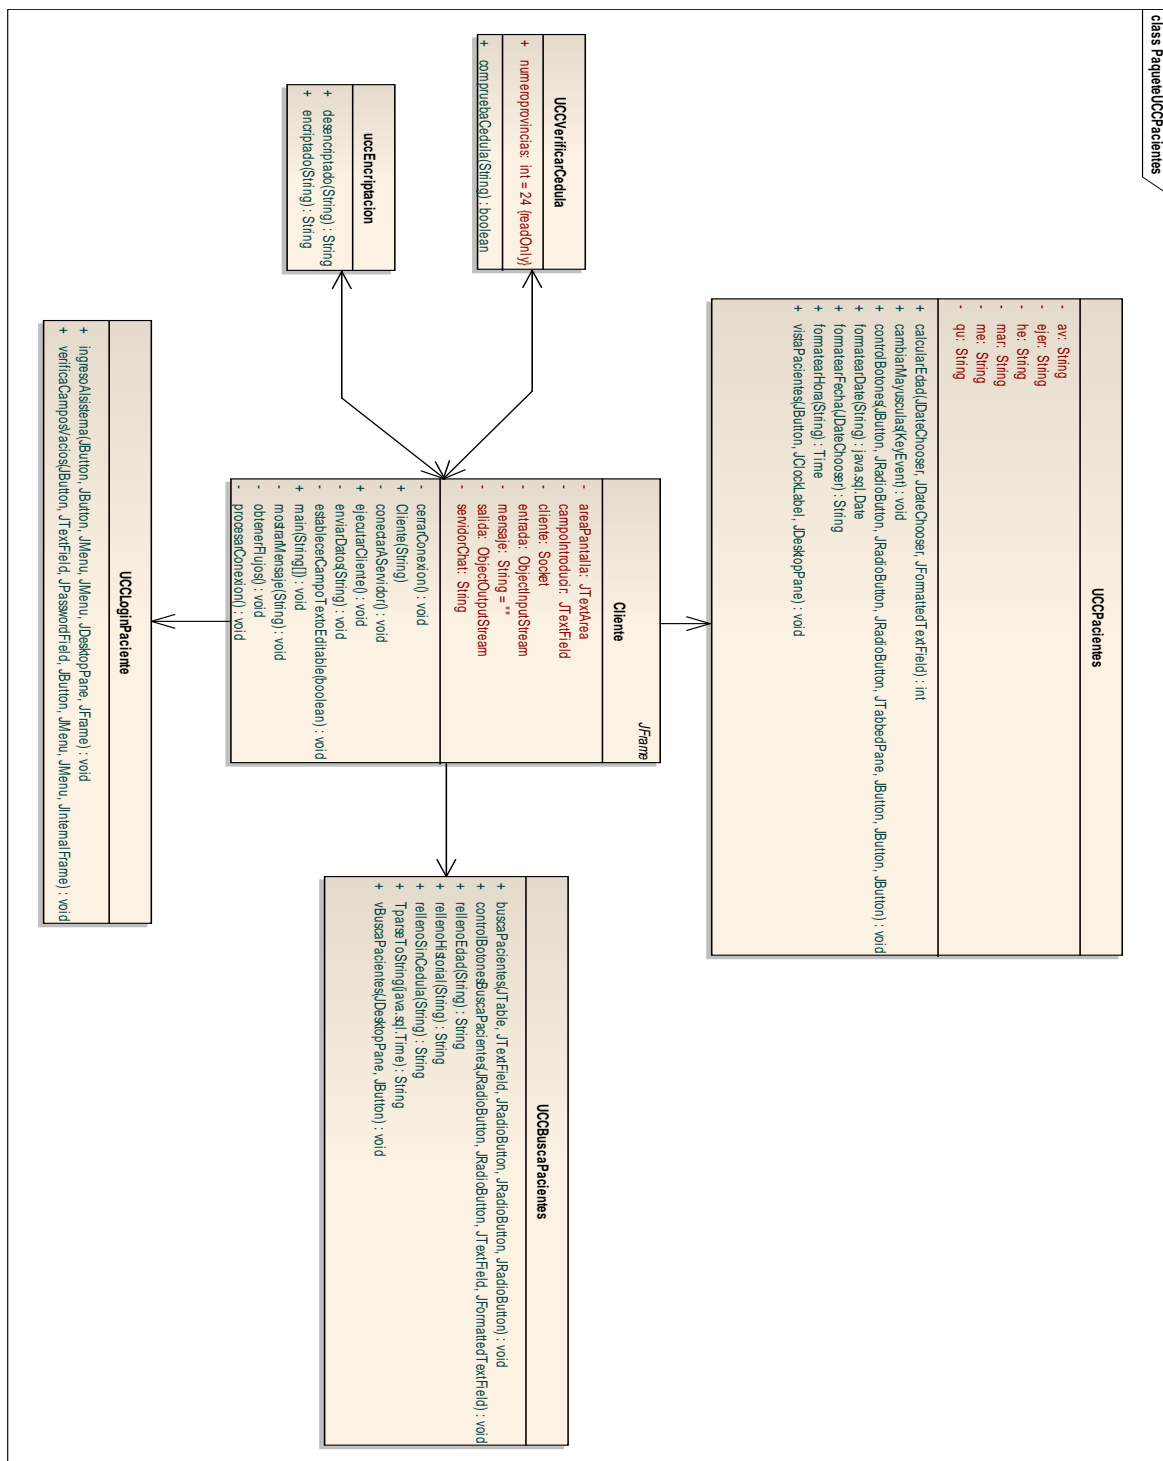 class PaqueteUCCPacientes
UCCVerificarCedula
+ numeroprovincias: int = 24 {readOnly}
+ compruebaCedula(String) : boolean
uccEncriptacion
+ desencriptado(String) : String
+ encriptado(String) : String
UCCPacientes
- av: String
- ejer: String
- he: String
- mar: String
- me: String
- qu: String
+ calcularEdad(JDateChooser, JDateChooser, JFormattedTextField) : int
+ cambiarMayusculas(KeyEvent) : void
+ controlBotones(JButton, JRadioButton, JRadioButton, JRadioButton, JTabbedPane, JButton, JButton, JButton) : void
+ formatearDate(String) : java.sql.Date
+ formatearFecha(JDateChooser) : String
+ formatearHora(String) : Time
+ vistaPacientes(JButton, JClockLabel, JDesktopPane) : void
JFrame
Cliente
- areaPantalla: JTextArea
- campoIntroducir: JTextField
- cliente: Socket
- entrada: ObjectInputStream
- mensaje: String = ""
- salida: ObjectOutputStream
- servidorChat: String
- cerrarConexion() : void
+ Cliente(String)
- conectarAServidor() : void
+ ejecutarCliente() : void
- enviarDatos(String) : void
- establecerCampoTextoEditable(boolean) : void
+ main(String[]) : void
- mostrarMensaje(String) : void
- obtenerFlujos() : void
- procesarConexion() : void
UCCLoginPaciente
+ ingresoAlsistema(JButton, JButton, JMenu, JMenu, JDesktopPane, JFrame) : void
+ verificaCamposVacios(JButton, JTextField, JPasswordField, JButton, JMenu, JMenu, JInternalFrame) : void
UCCBuscaPacientes
+ buscaPacientes(JTable, JTextField, JRadioButton, JRadioButton, JRadioButton) : void
+ controlBotonesBuscaPacientes(JRadioButton, JRadioButton, JTextField, JFormattedTextField) : void
+ rellenoEdad(String) : String
+ rellenoHistorial(String) : String
+ rellenoSinCedula(String) : String
+ TparseToString(java.sql.Time) : String
+ vBuscaPacientes(JDesktopPane, JButton) : void